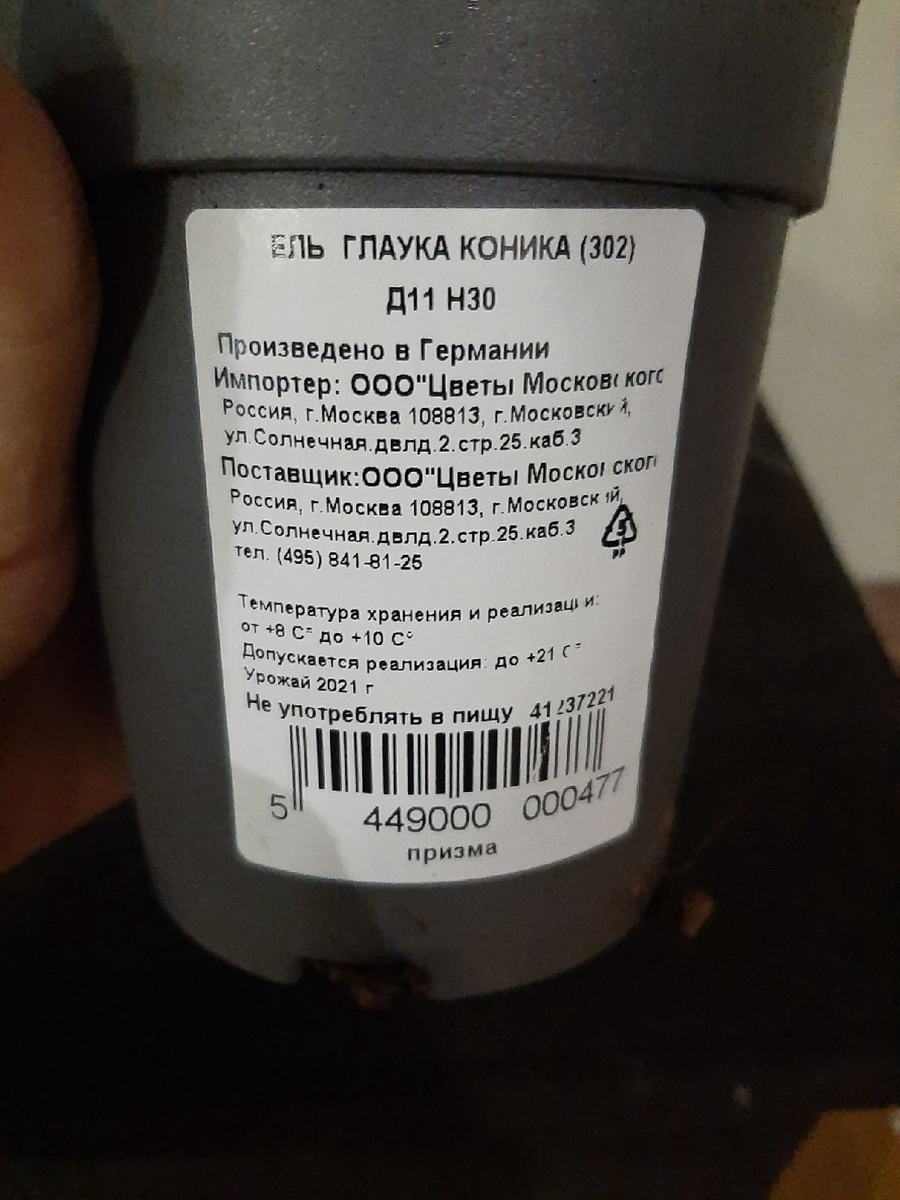 ЕЛЬ ГЛАУКА КОНИКА (302)
Д11 Н30
Произведено в Германии
Импортер: ООО"Цветы Московского
Россия, г.Москва 108813, г.Московский,
ул.Солнечная.двлд.2.стр.25.каб.3
Поставщик:ООО"Цветы Московског
Россия, г.Москва 108813, г.Московский,
ул.Солнечная.двлд.2.стр.25.каб.3
5
PP
тел. (495) 841-81-25
Температура хранения и реализации:
от +8 С° до +10 С°
Допускается реализация: до +21 С°
Урожай 2021 г
Не употреблять в пищу 41237221
5 449000 000477
призма